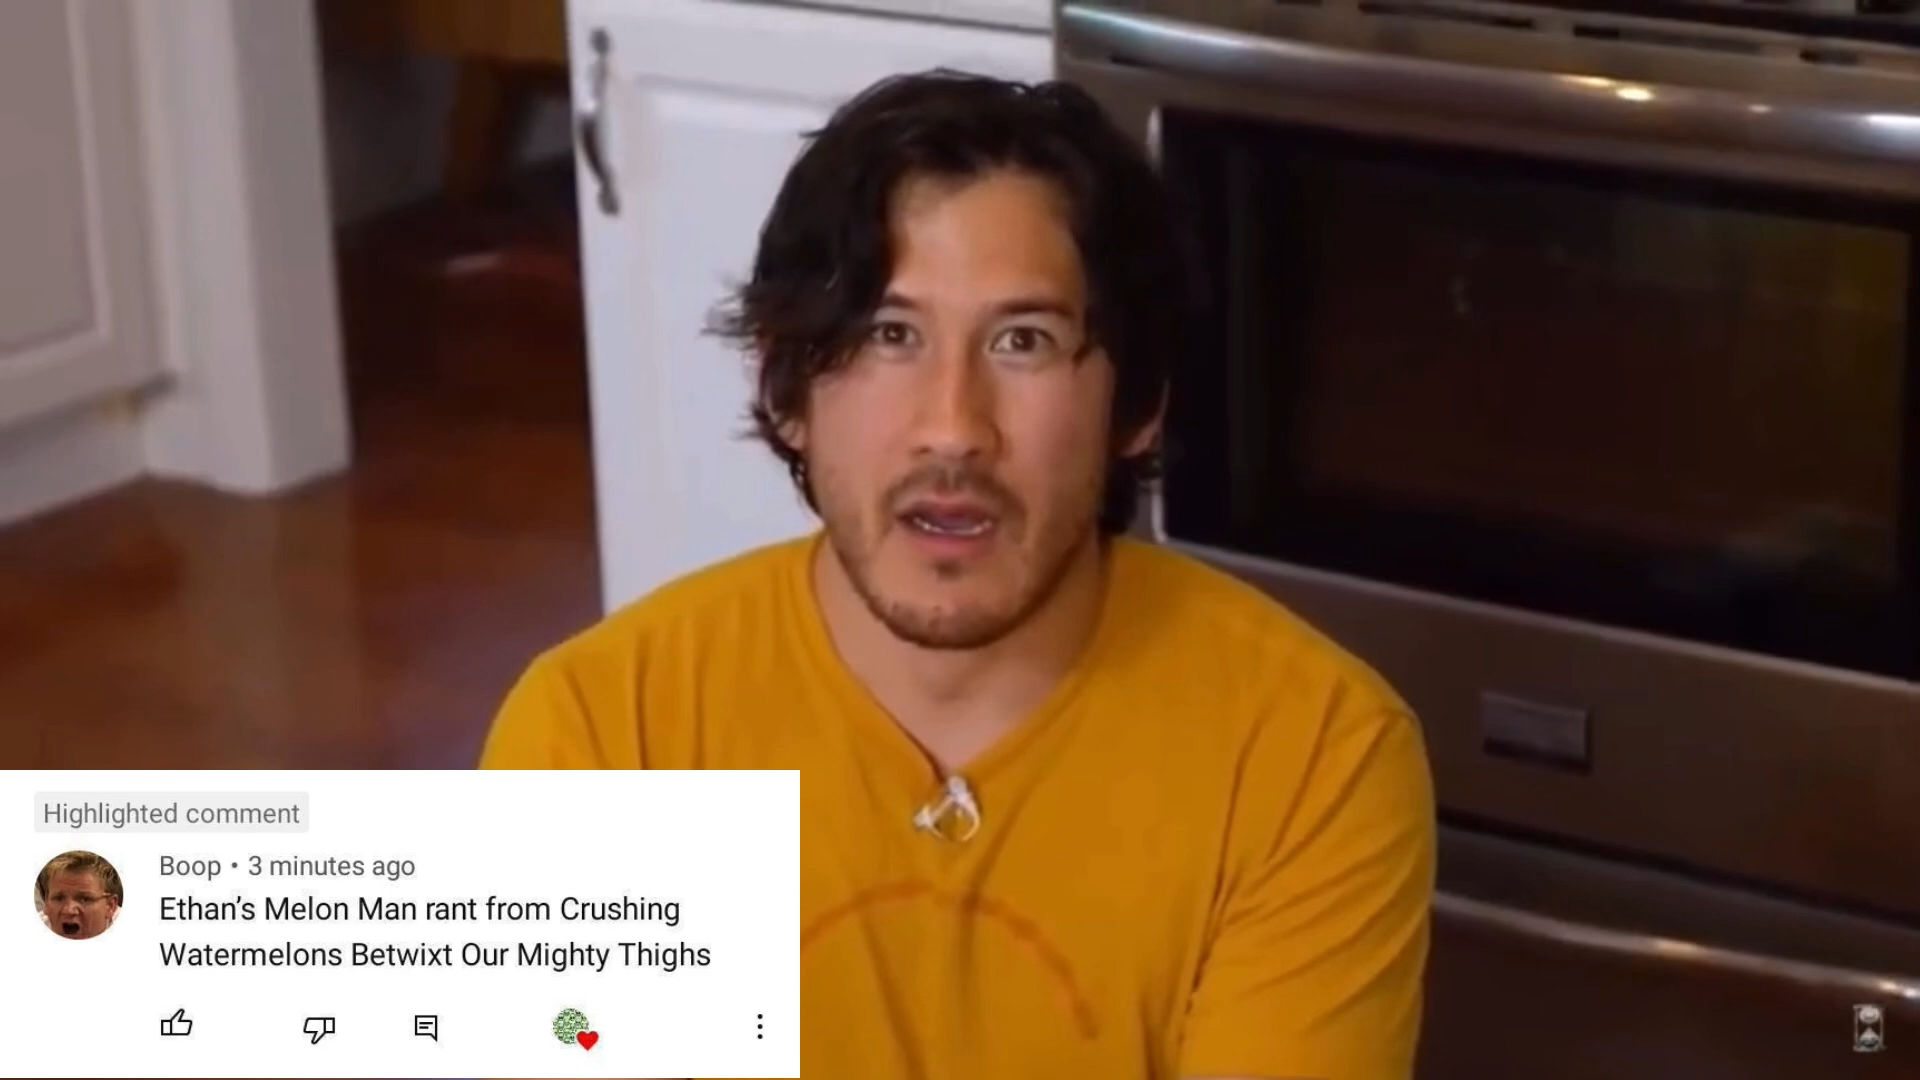 Highlighted comment
Boop • 3 minutes ago
Ethan’s Melon Man rant from Crushing
Watermelons Betwixt Our Mighty Thighs